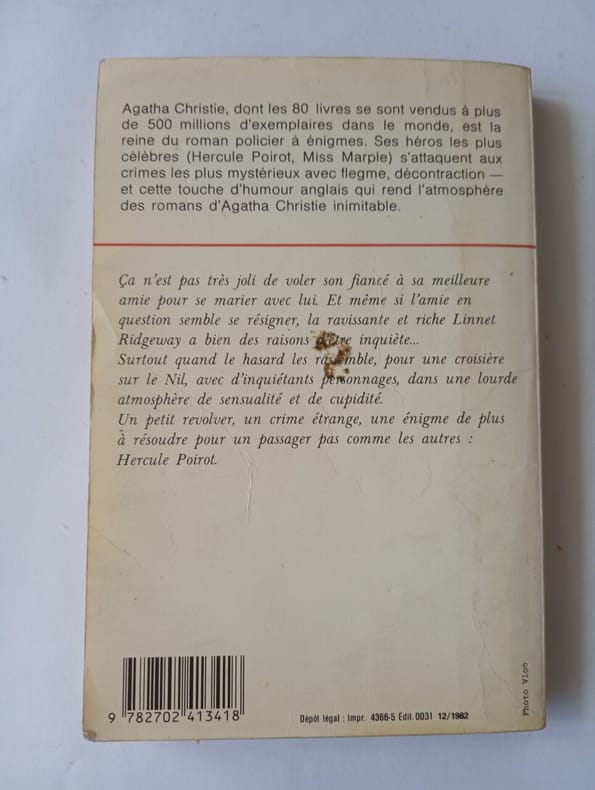 Agatha Christie, dont les 80 livres se sont vendus à plus
de 500 millions d'exemplaires dans le monde, est la
reine du roman policier à énigmes. Ses héros les plus
célèbres (Hercule Poirot, Miss Marple) s'attaquent aux
crimes les plus mystérieux avec flegme, décontraction —
et cette touche d'humour anglais qui rend l'atmosphère
des romans d'Agatha Christie inimitable.
Ça n'est pas très joli de voler son fiancé à sa meilleure
amie pour se marier avec lui. Et même si l'amie en
question semble se résigner, la ravissante et riche Linnet
Ridgeway a bien des raisons d'être inquiète...
Surtout quand le hasard les rassemble, pour une croisière
sur le Nil, avec d'inquiétants personnages, dans une lourde
atmosphère de sensualité et de cupidité.
Un petit revolver, un crime étrange, une énigme de plus
à résoudre pour un passager pas comme les autres :
Hercule Poirot.
9 782702 413418
Dépôt légal : Impr. 4366-5 Édit. 0031 12/1982
Photo Vloo